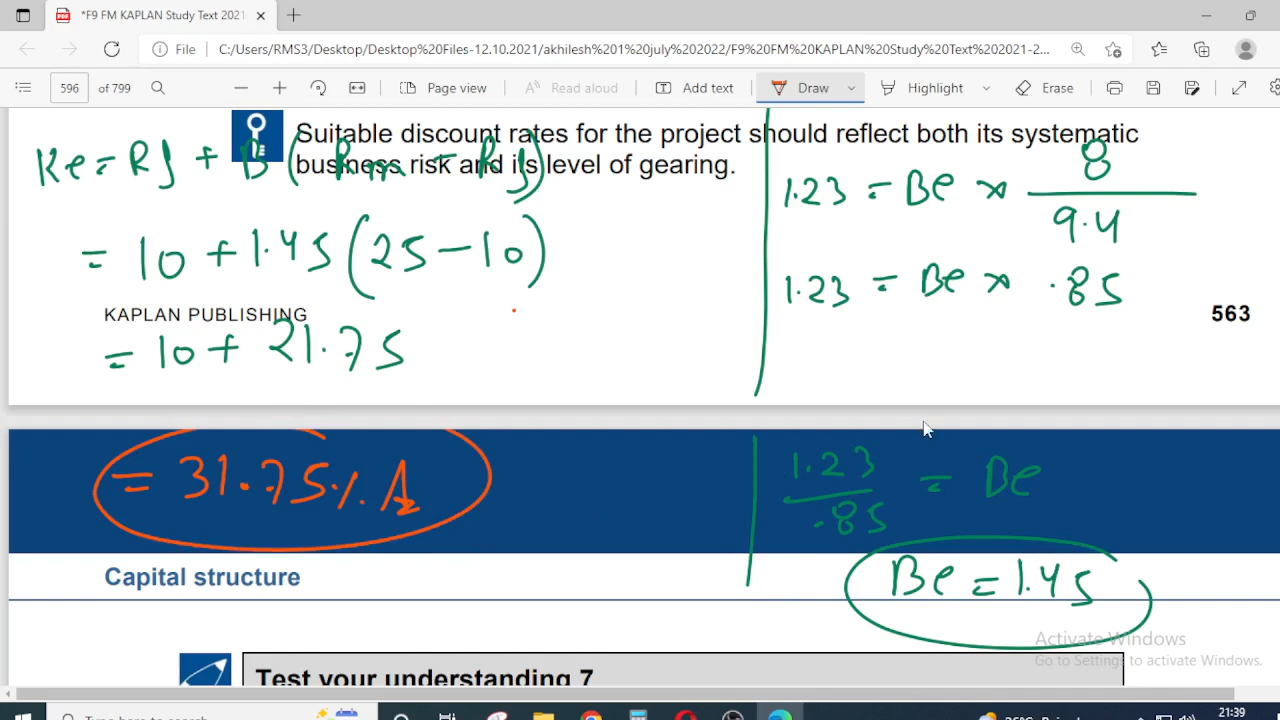 *F9 FM KAPLAN Study Text 2021
File C:/Users/RMS3/Desktop/Desktop%20Files-12.10.2021/akhilesh%201%20july%202022/F9%20FM%20KAPLAN%20Study%20Text%202021-2...
596 of 799 Page view Read aloud Add text Draw Highlight Erase
Suitable discount rates for the project should reflect both its systematic
business risk and its level of gearing.
Ke = Rf + B (Rm - Rf)
= 10 + 1.45 (25 - 10)
KAPLAN PUBLISHING
= 10 + 21.75
1.23 = Be × 8
9.4
1.23 = Be × .85
563
= 31.75%. A
1.23 = Be
.85
Be = 1.45
Capital structure
Test your understanding 7
Activate Windows
Go to Settings to activate Windows.
Type here to search
21:39